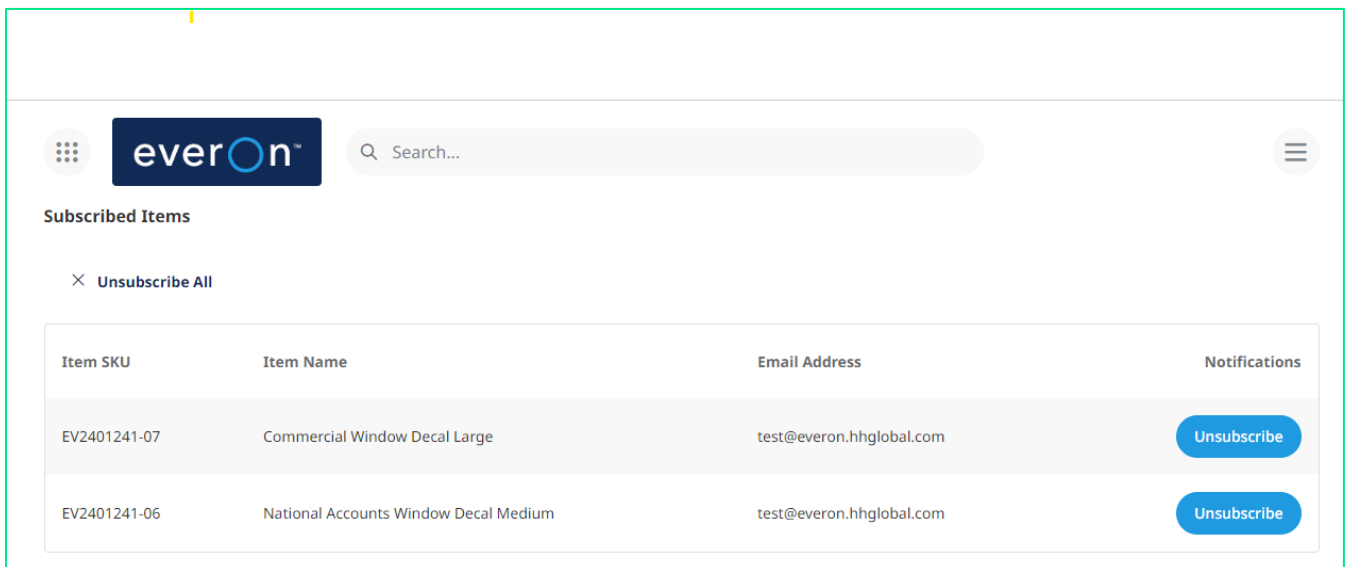 everon™
Search...
Subscribed Items
Unsubscribe All
Item SKU Item Name Email Address Notifications
EV2401241-07 Commercial Window Decal Large test@everon.hhglobal.com Unsubscribe
EV2401241-06 National Accounts Window Decal Medium test@everon.hhglobal.com Unsubscribe